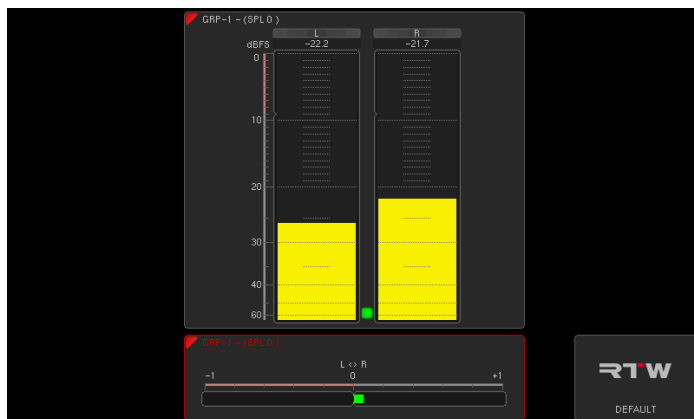 GRP-1 - (SPL 0)
L R
dBFS -22.2 -21.7
0
10
20
30
40
60
GRP-1 - (SPL 0)
L <> R
-1 0 +1
RTW
DEFAULT